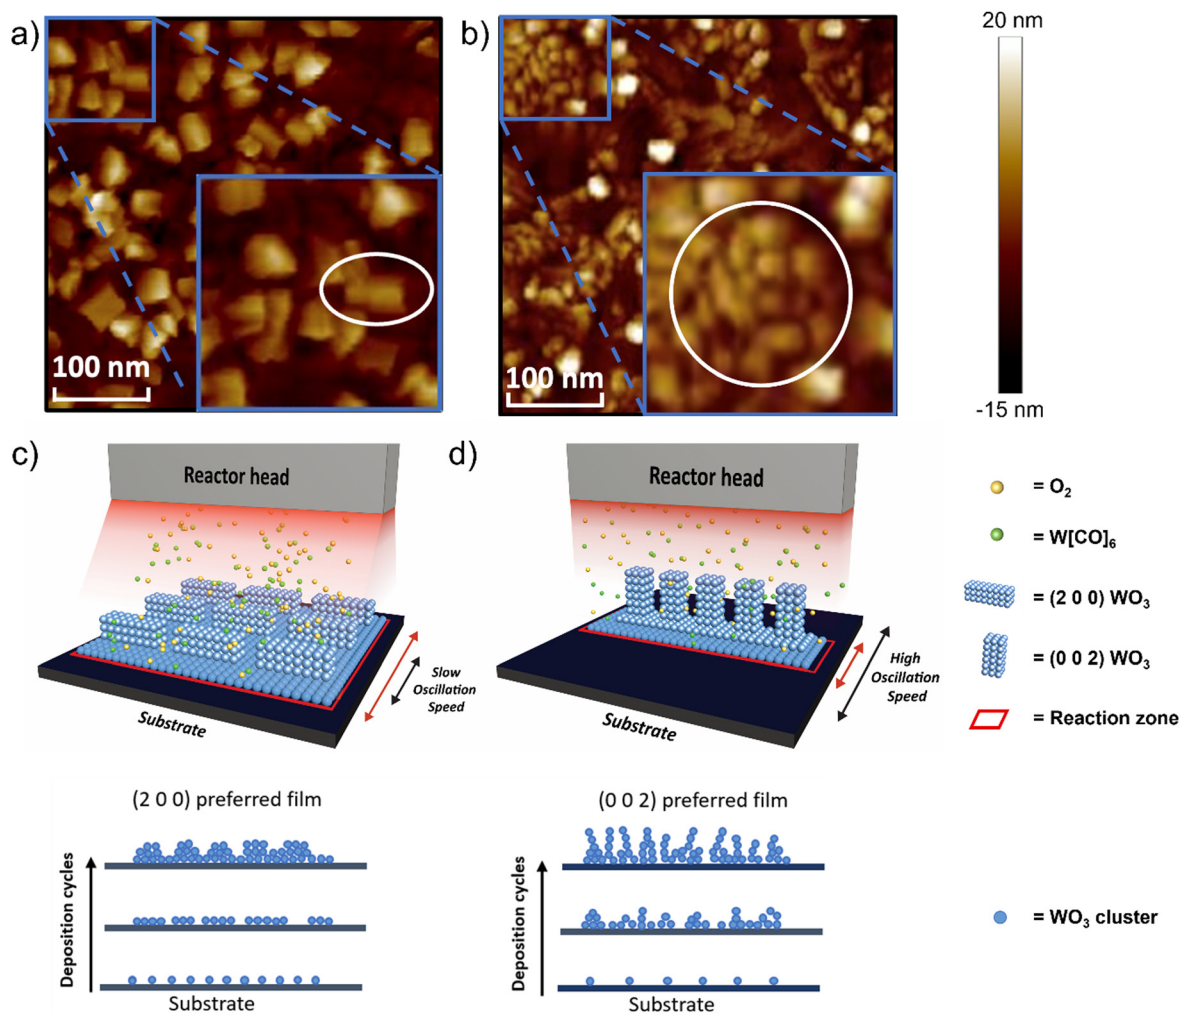 a)
b)
20 nm
100 nm
100 nm
-15 nm
c)
d)
Reactor head
Reactor head
= O₂
= W[CO]₆
= (2 0 0) WO₃
= (0 0 2) WO₃
= Reaction zone
Slow
Oscillation
Speed
High
Oscillation
Speed
Substrate
Substrate
(2 0 0) preferred film
(0 0 2) preferred film
Deposition cycles
Deposition cycles
= WO₃ cluster
Substrate
Substrate